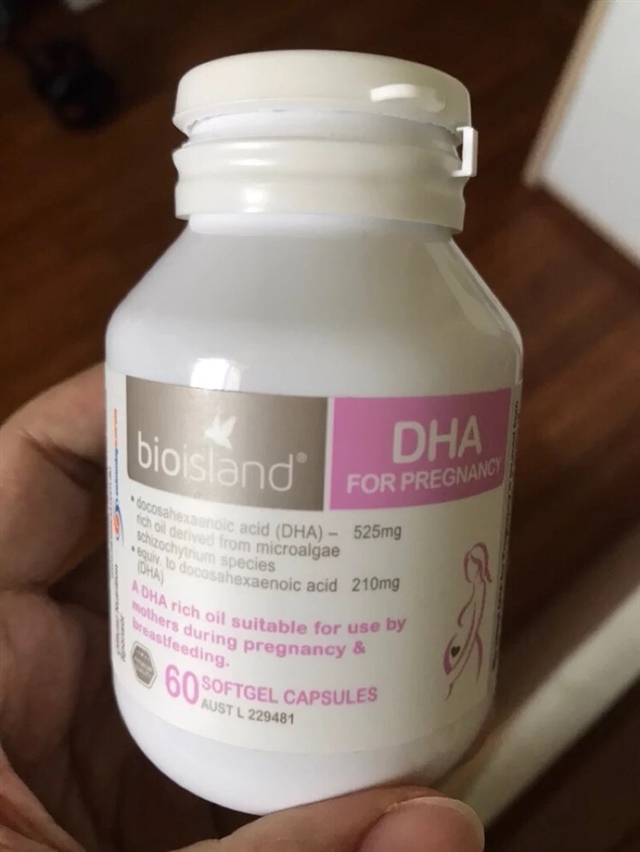 bioisland®
DHA
FOR PREGNANCY
• docosahexaenoic acid (DHA) – 525mg
rich oil derived from microalgae
schizochytrium species
• equiv. to docosahexaenoic acid 210mg
(DHA)
A DHA rich oil suitable for use by
mothers during pregnancy &
breastfeeding.
60 SOFTGEL CAPSULES
AUST L 229481